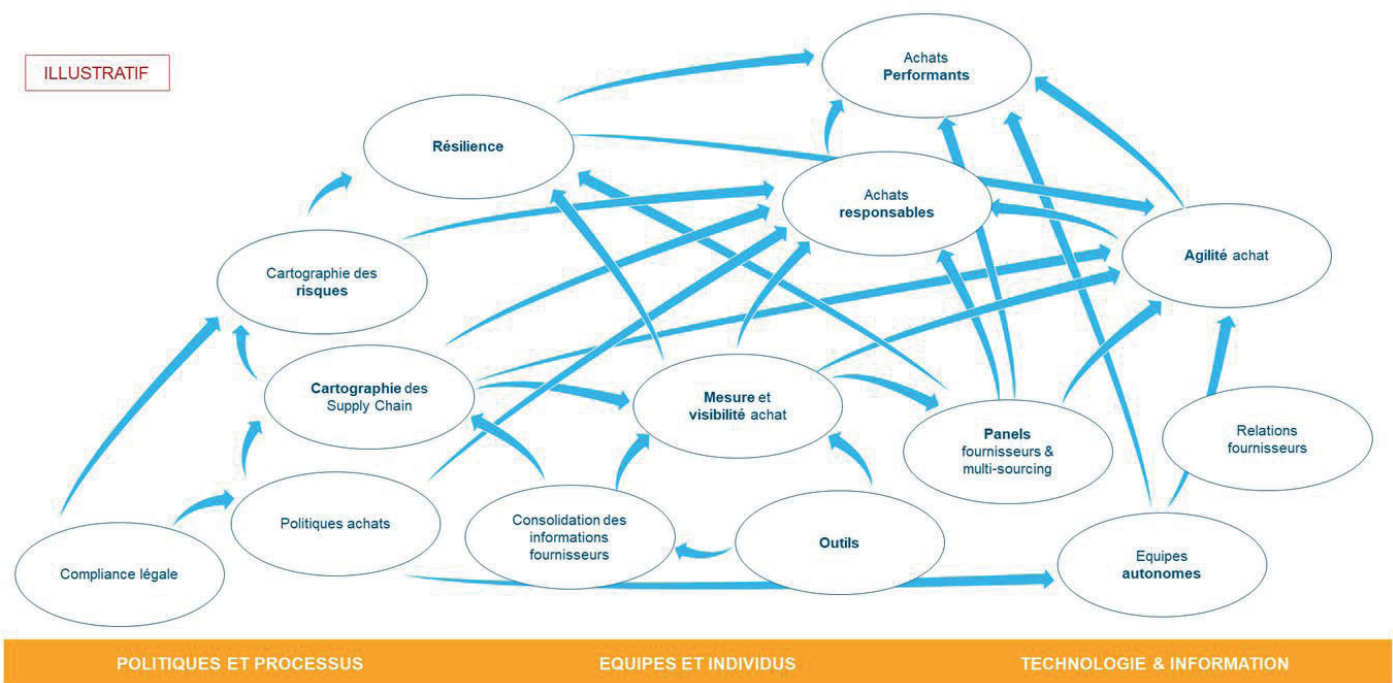 ILLUSTRATIF
Achats
Performants
Résilience
Achats
responsables
Agilité achat
Cartographie des
risques
Cartographie des
Supply Chain
Mesure et
visibilité achat
Panels
fournisseurs &
multi-sourcing
Relations
fournisseurs
Politiques achats
Consolidation des
informations
fournisseurs
Outils
Compliance légale
Equipes
autonomes
POLITIQUES ET PROCESSUS
EQUIPES ET INDIVIDUS
TECHNOLOGIE & INFORMATION